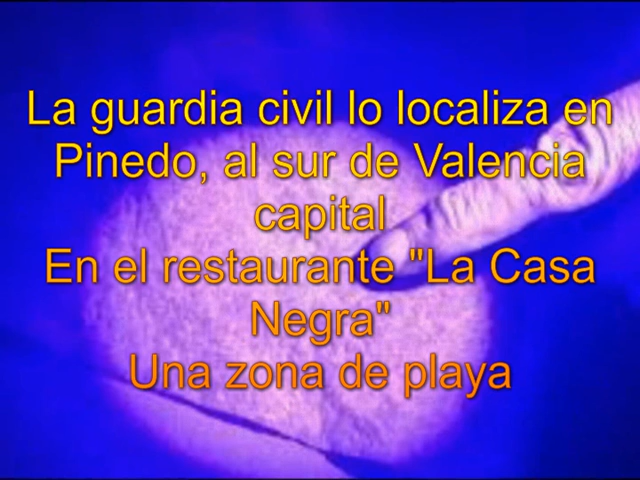 La guardia civil lo localiza en
Pinedo, al sur de Valencia
capital
En el restaurante "La Casa
Negra"
Una zona de playa